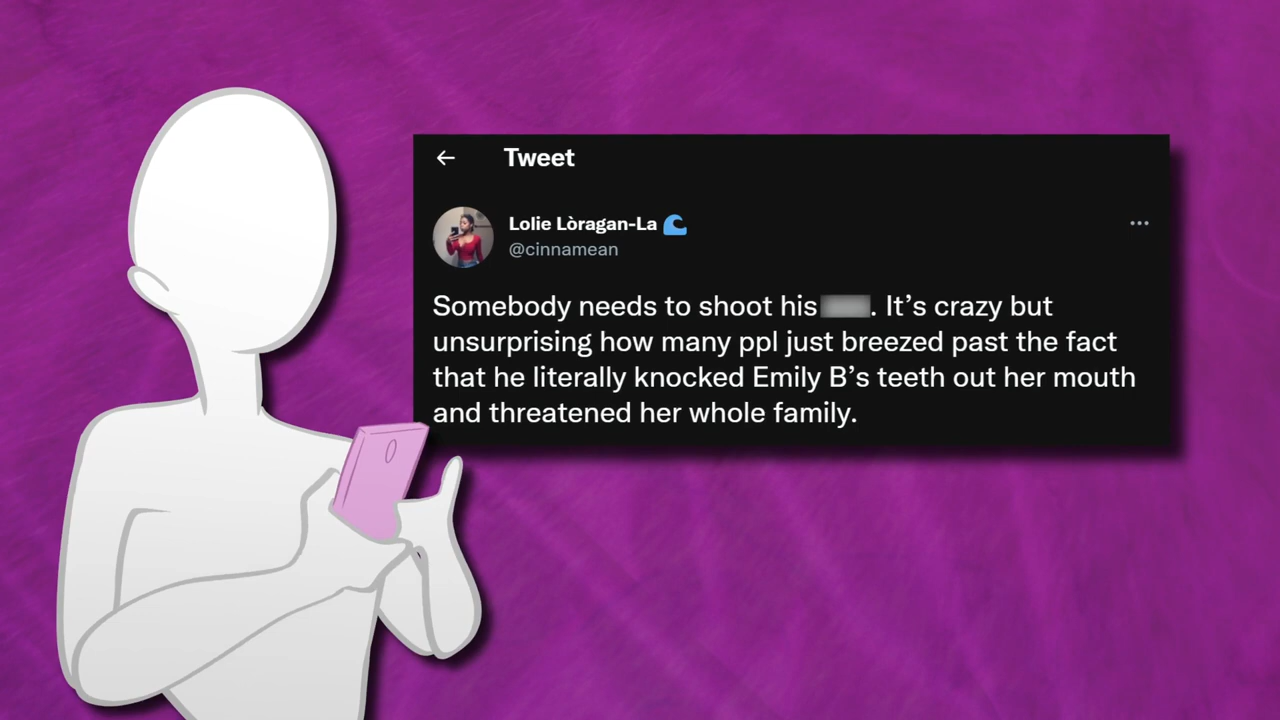 Tweet
Lolie Lòragan-La 🌊
@cinnamean
Somebody needs to shoot his . It’s crazy but
unsurprising how many ppl just breezed past the fact
that he literally knocked Emily B’s teeth out her mouth
and threatened her whole family.